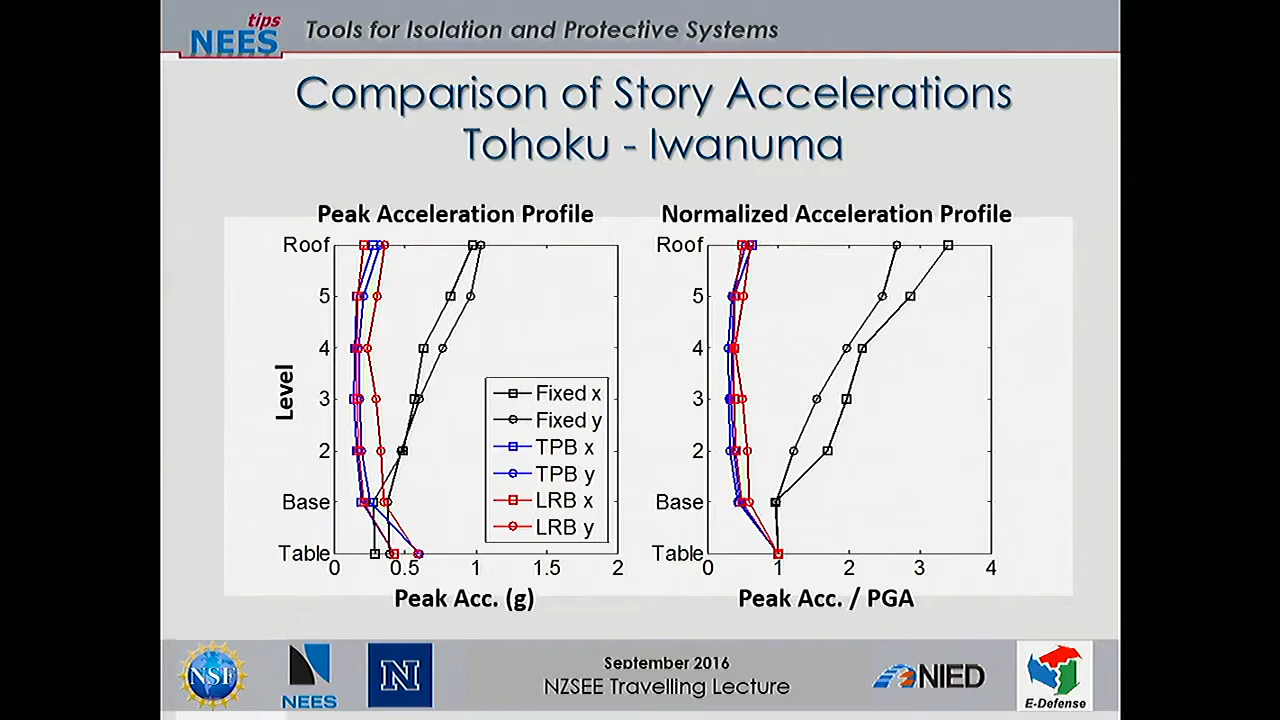 tips
NEES
Tools for Isolation and Protective Systems
Comparison of Story Accelerations
Tohoku - Iwanuma
Peak Acceleration Profile
Roof
5
4
3
2
Base
Table
Level
0
0.5
1
1.5
2
Peak Acc. (g)
Fixed x
Fixed y
TPB x
TPB y
LRB x
LRB y
Normalized Acceleration Profile
Roof
5
4
3
2
Base
Table
0
1
2
3
4
Peak Acc. / PGA
NSF
NEES
N
September 2016
NZSEE Travelling Lecture
NIED
E-Defense